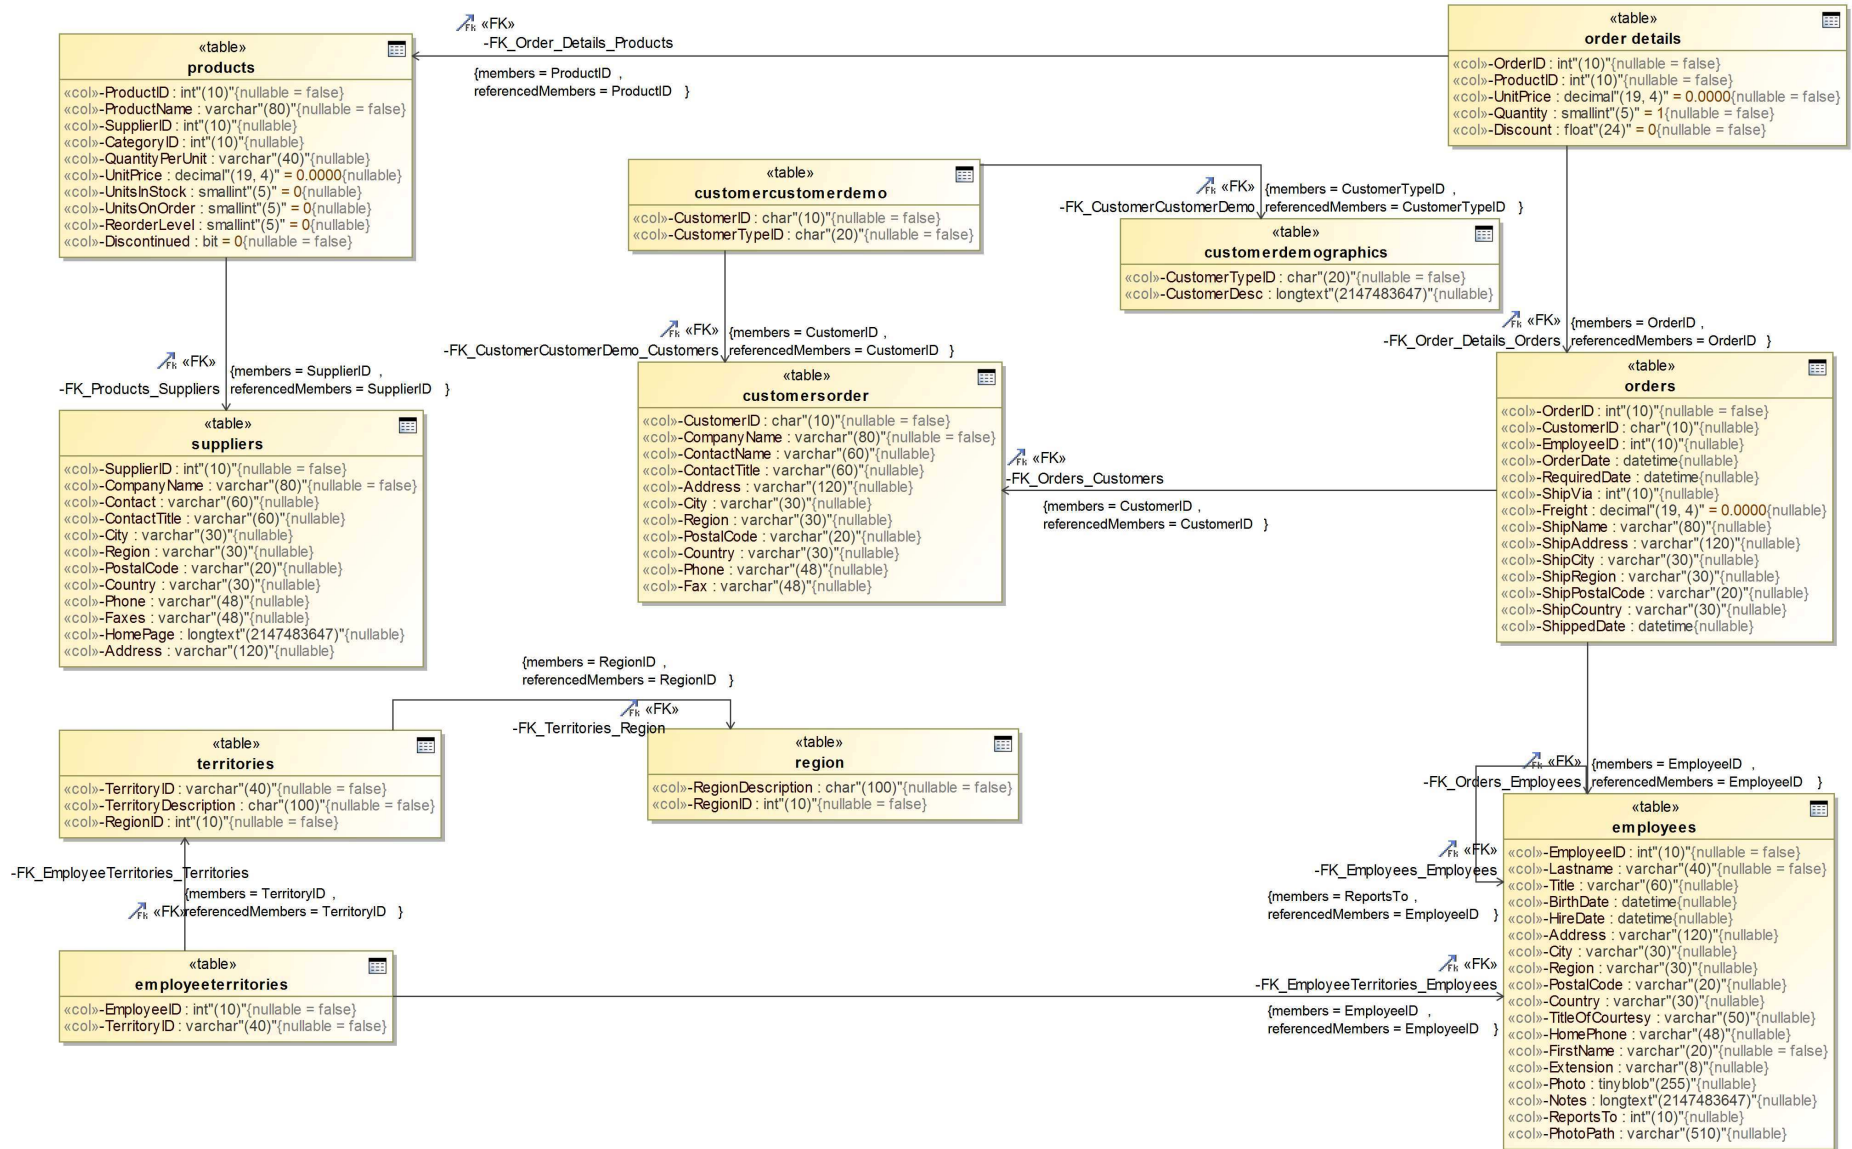 «FK»
-FK_Order_Details_Products
{members = ProductID ,
referencedMembers = ProductID }
«table»
products
«col»-ProductID : int"(10)"{nullable = false}
«col»-ProductName : varchar"(80)"{nullable = false}
«col»-SupplierID : int"(10)"{nullable}
«col»-CategoryID : int"(10)"{nullable}
«col»-QuantityPerUnit : varchar"(40)"{nullable}
«col»-UnitPrice : decimal"(19, 4)" = 0.0000{nullable}
«col»-UnitsInStock : smallint"(5)" = 0{nullable}
«col»-UnitsOnOrder : smallint"(5)" = 0{nullable}
«col»-ReorderLevel : smallint"(5)" = 0{nullable}
«col»-Discontinued : bit = 0{nullable = false}
«table»
order details
«col»-OrderID : int"(10)"{nullable = false}
«col»-ProductID : int"(10)"{nullable = false}
«col»-UnitPrice : decimal"(19, 4)" = 0.0000{nullable = false}
«col»-Quantity : smallint"(5)" = 1{nullable = false}
«col»-Discount : float"(24)" = 0{nullable = false}
«table»
customercustomerdemo
«col»-CustomerID : char"(10)"{nullable = false}
«col»-CustomerTypeID : char"(20)"{nullable = false}
Fk «FK»
-FK_CustomerCustomerDemo
{members = CustomerTypeID ,
referencedMembers = CustomerTypeID }
«table»
customerdemographics
«col»-CustomerTypeID : char"(20)"{nullable = false}
«col»-CustomerDesc : longtext"(2147483647)"{nullable}
Fk «FK»
-FK_Products_Suppliers
{members = SupplierID ,
referencedMembers = SupplierID }
Fk «FK»
-FK_CustomerCustomerDemo_Customers
{members = CustomerID ,
referencedMembers = CustomerID }
Fk «FK»
-FK_Order_Details_Orders
{members = OrderID ,
referencedMembers = OrderID }
«table»
suppliers
«col»-SupplierID : int"(10)"{nullable = false}
«col»-CompanyName : varchar"(80)"{nullable = false}
«col»-Contact : varchar"(60)"{nullable}
«col»-ContactTitle : varchar"(60)"{nullable}
«col»-City : varchar"(30)"{nullable}
«col»-Region : varchar"(30)"{nullable}
«col»-PostalCode : varchar"(20)"{nullable}
«col»-Country : varchar"(30)"{nullable}
«col»-Phone : varchar"(48)"{nullable}
«col»-Faxes : varchar"(48)"{nullable}
«col»-HomePage : longtext"(2147483647)"{nullable}
«col»-Address : varchar"(120)"{nullable}
«table»
customersorder
«col»-CustomerID : char"(10)"{nullable = false}
«col»-CompanyName : varchar"(80)"{nullable = false}
«col»-ContactName : varchar"(60)"{nullable}
«col»-ContactTitle : varchar"(60)"{nullable}
«col»-Address : varchar"(120)"{nullable}
«col»-City : varchar"(30)"{nullable}
«col»-Region : varchar"(30)"{nullable}
«col»-PostalCode : varchar"(20)"{nullable}
«col»-Country : varchar"(30)"{nullable}
«col»-Phone : varchar"(48)"{nullable}
«col»-Fax : varchar"(48)"{nullable}
Fk «FK»
-FK_Orders_Customers
{members = CustomerID ,
referencedMembers = CustomerID }
«table»
orders
«col»-OrderID : int"(10)"{nullable = false}
«col»-CustomerID : char"(10)"{nullable}
«col»-EmployeeID : int"(10)"{nullable}
«col»-OrderDate : datetime{nullable}
«col»-RequiredDate : datetime{nullable}
«col»-ShipVia : int"(10)"{nullable}
«col»-Freight : decimal"(19, 4)" = 0.0000{nullable}
«col»-ShipName : varchar"(80)"{nullable}
«col»-ShipAddress : varchar"(120)"{nullable}
«col»-ShipCity : varchar"(30)"{nullable}
«col»-ShipRegion : varchar"(30)"{nullable}
«col»-ShipPostalCode : varchar"(20)"{nullable}
«col»-ShipCountry : varchar"(30)"{nullable}
«col»-ShippedDate : datetime{nullable}
{members = RegionID ,
referencedMembers = RegionID }
Fk «FK»
-FK_Territories_Region
«table»
territories
«col»-TerritoryID : varchar"(40)"{nullable = false}
«col»-TerritoryDescription : char"(100)"{nullable = false}
«col»-RegionID : int"(10)"{nullable = false}
«table»
region
«col»-RegionDescription : char"(100)"{nullable = false}
«col»-RegionID : int"(10)"{nullable = false}
Fk «FK»
-FK_Orders_Employees
{members = EmployeeID ,
referencedMembers = EmployeeID }
-FK_EmployeeTerritories_Territories
{members = TerritoryID ,
Fk «FK»
referencedMembers = TerritoryID }
Fk «FK»
-FK_Employees_Employees
{members = ReportsTo ,
referencedMembers = EmployeeID }
«table»
employeeterritories
«col»-EmployeeID : int"(10)"{nullable = false}
«col»-TerritoryID : varchar"(40)"{nullable = false}
Fk «FK»
-FK_EmployeeTerritories_Employees
{members = EmployeeID ,
referencedMembers = EmployeeID }
«table»
employees
«col»-EmployeeID : int"(10)"{nullable = false}
«col»-Lastname : varchar"(40)"{nullable = false}
«col»-Title : varchar"(60)"{nullable}
«col»-BirthDate : datetime{nullable}
«col»-HireDate : datetime{nullable}
«col»-Address : varchar"(120)"{nullable}
«col»-City : varchar"(30)"{nullable}
«col»-Region : varchar"(30)"{nullable}
«col»-PostalCode : varchar"(20)"{nullable}
«col»-Country : varchar"(30)"{nullable}
«col»-TitleOfCourtesy : varchar"(50)"{nullable}
«col»-HomePhone : varchar"(48)"{nullable}
«col»-FirstName : varchar"(20)"{nullable = false}
«col»-Extension : varchar"(8)"{nullable}
«col»-Photo : tinyblob"(255)"{nullable}
«col»-Notes : longtext"(2147483647)"{nullable}
«col»-ReportsTo : int"(10)"{nullable}
«col»-PhotoPath : varchar"(510)"{nullable}